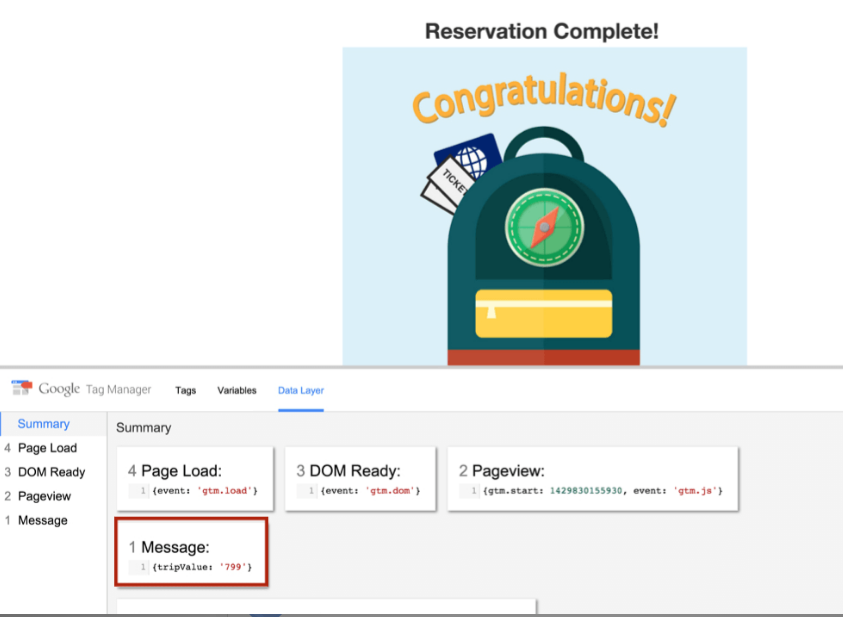 Reservation Complete!
Congratulations!
TICKE
Google Tag Manager Tags Variables Data Layer
Summary
4 Page Load
3 DOM Ready
2 Pageview
1 Message
Summary
4 Page Load:
1 {event: 'gtm.load'}
3 DOM Ready:
1 {event: 'gtm.dom'}
2 Pageview:
1 {gtm.start: 1429830155930, event: 'gtm.js'}
1 Message:
1 {tripValue: '799'}